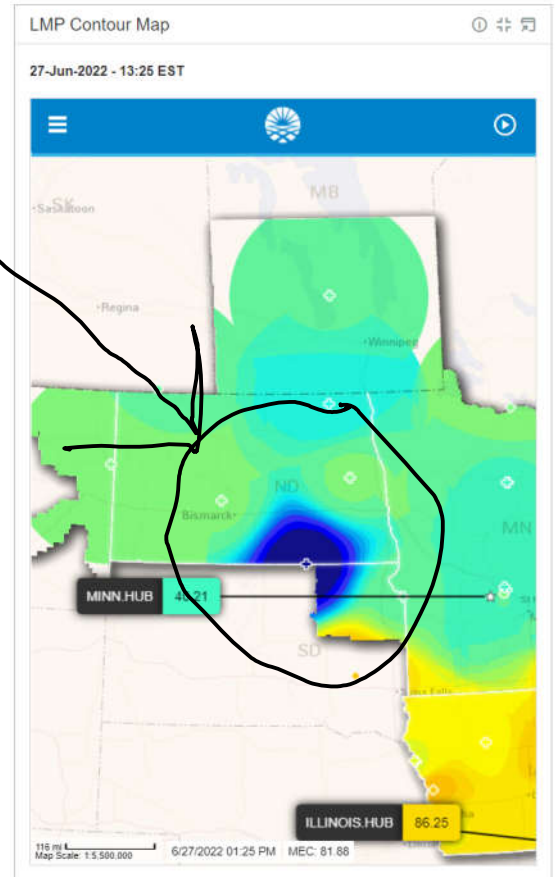 LMP Contour Map
27-Jun-2022 - 13:25 EST
MB
SK
Saskatoon
Regina
Winnipeg
ND
Bismarck
MN
MINN.HUB
SD
Sioux Falls
ILLINOIS.HUB 86.25
116 mi
Map Scale: 1:5,500,000
6/27/2022 01:25 PM MEC: 81.88